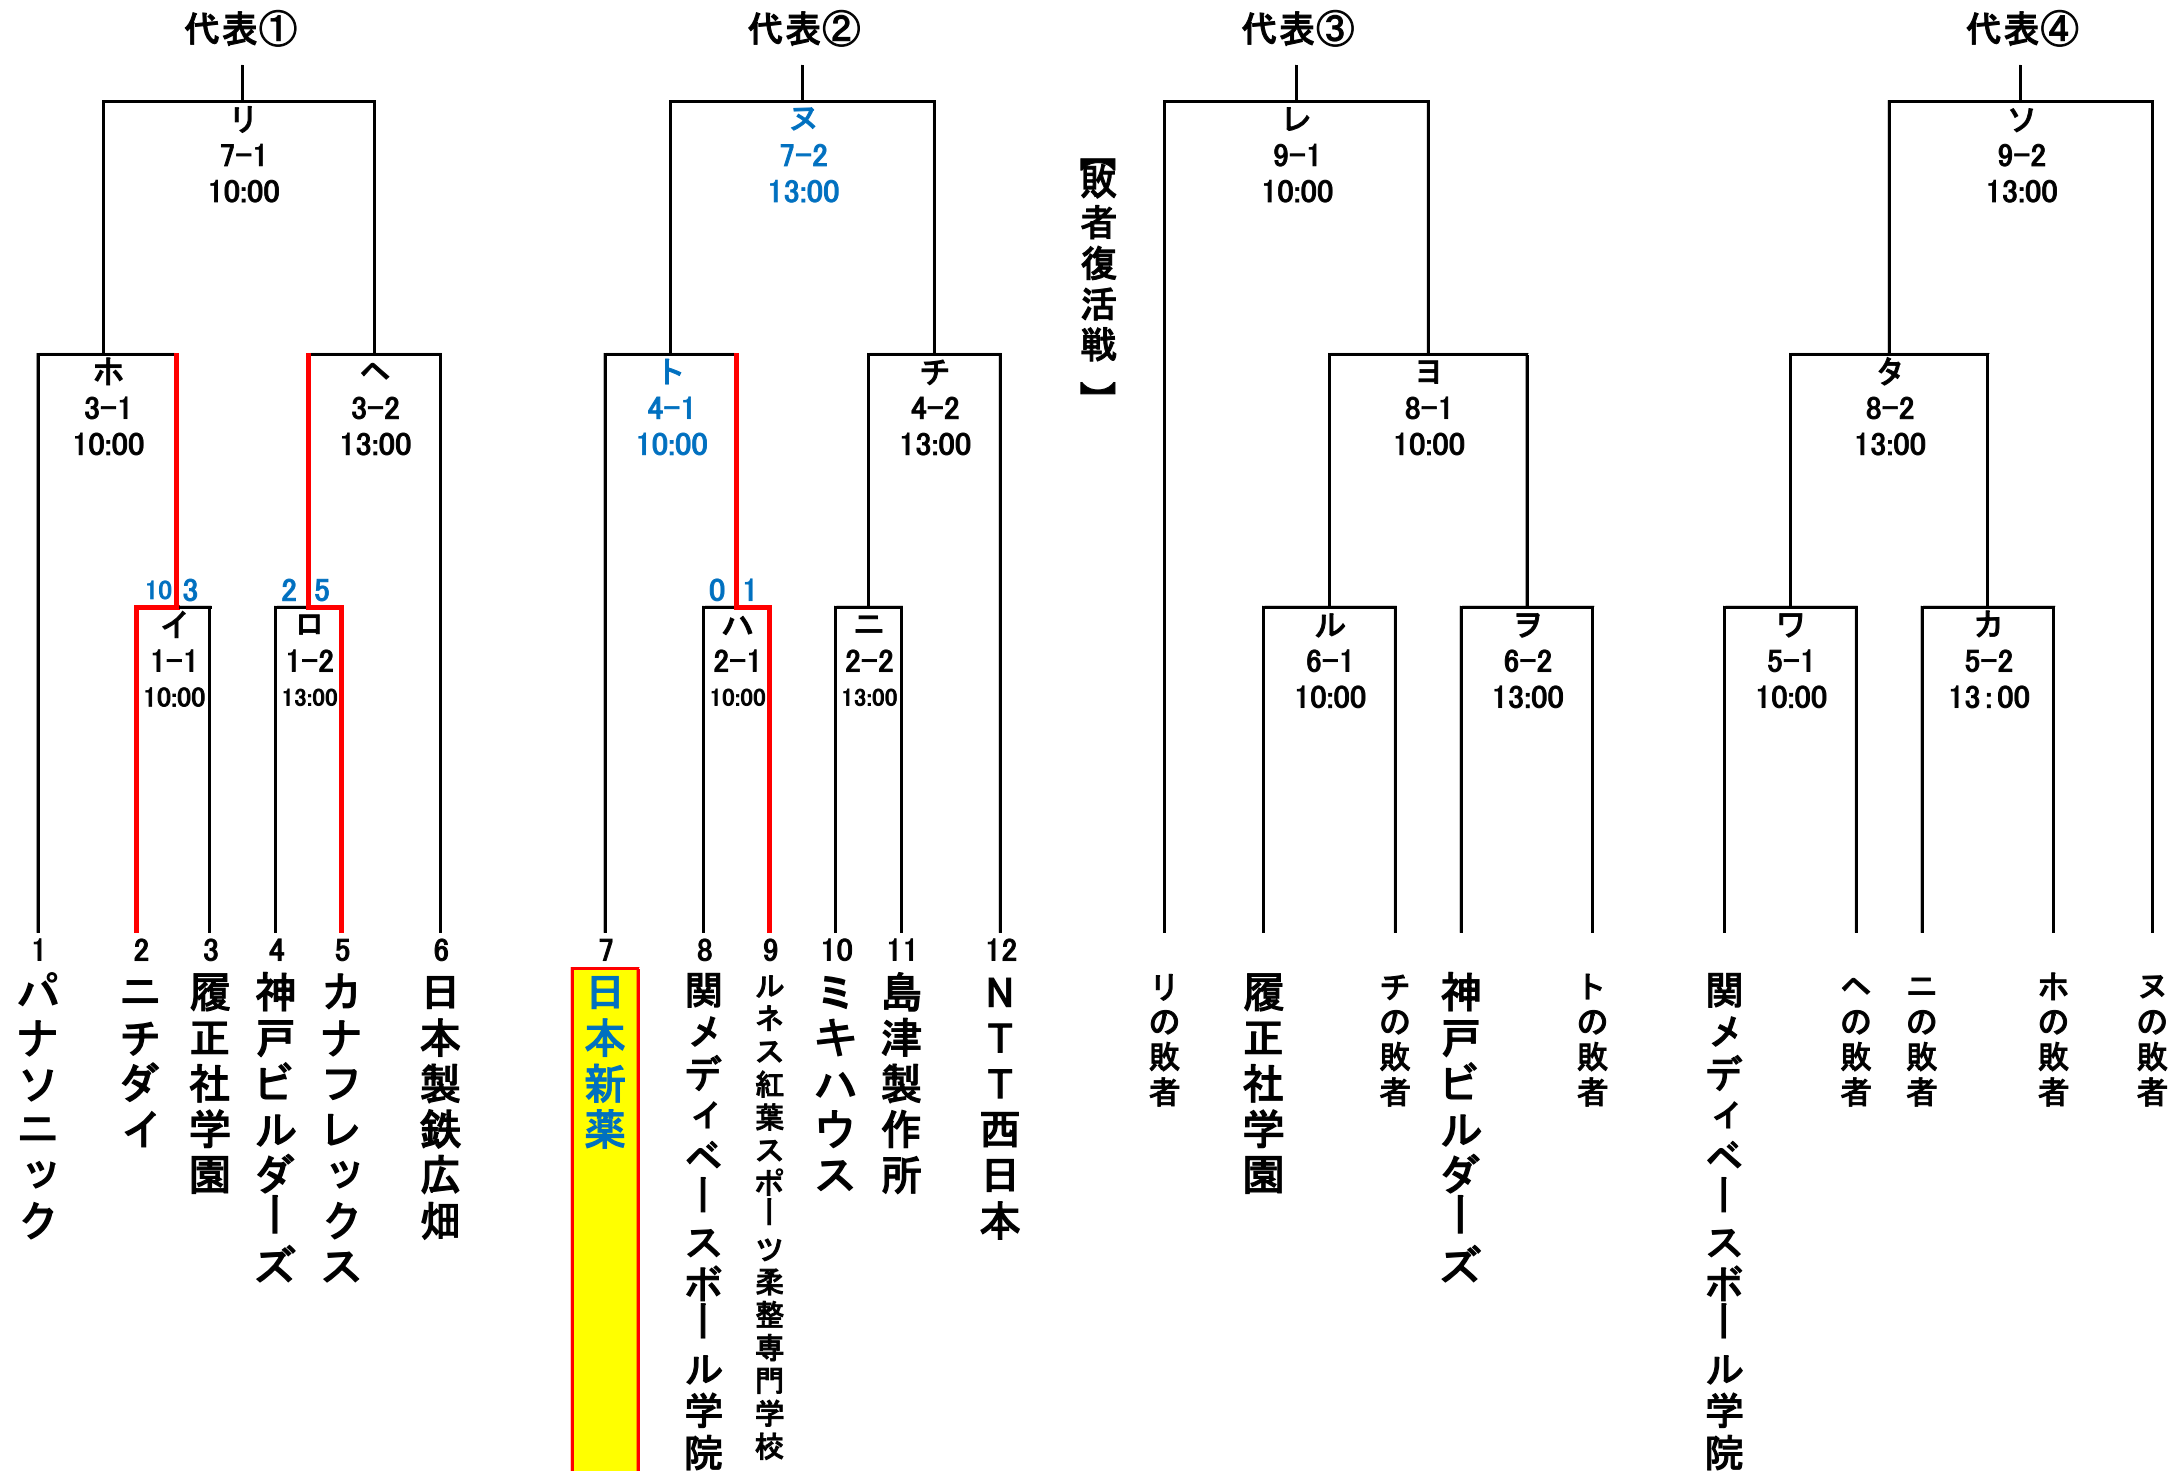 代表①
代表②
代表③
代表④
リ
7-1
10:00
ヌ
7-2
13:00
レ
9-1
10:00
ソ
9-2
13:00
【敗者復活戦】
ホ
3-1
10:00
ヘ
3-2
13:00
ト
4-1
10:00
チ
4-2
13:00
ヨ
8-1
10:00
タ
8-2
13:00
10 3
イ
1-1
10:00
2 5
ロ
1-2
13:00
0 1
ハ
2-1
10:00
ニ
2-2
13:00
ル
6-1
10:00
ヲ
6-2
13:00
ワ
5-1
10:00
カ
5-2
13:00
1
パナソニック
2
ニチダイ
3
履正社学園
4
神戸ビルダーズ
5
カナフレックス
6
日本製鉄広畑
7
日本新薬
8
関メディベースボール学院
9
ルネス紅葉スポーツ柔整専門学校
10
ミキハウス
11
島津製作所
12
NTT西日本
リの敗者
履正社学園
チの敗者
神戸ビルダーズ
トの敗者
関メディベースボール学院
ヘの敗者
ニの敗者
ホの敗者
ヌの敗者